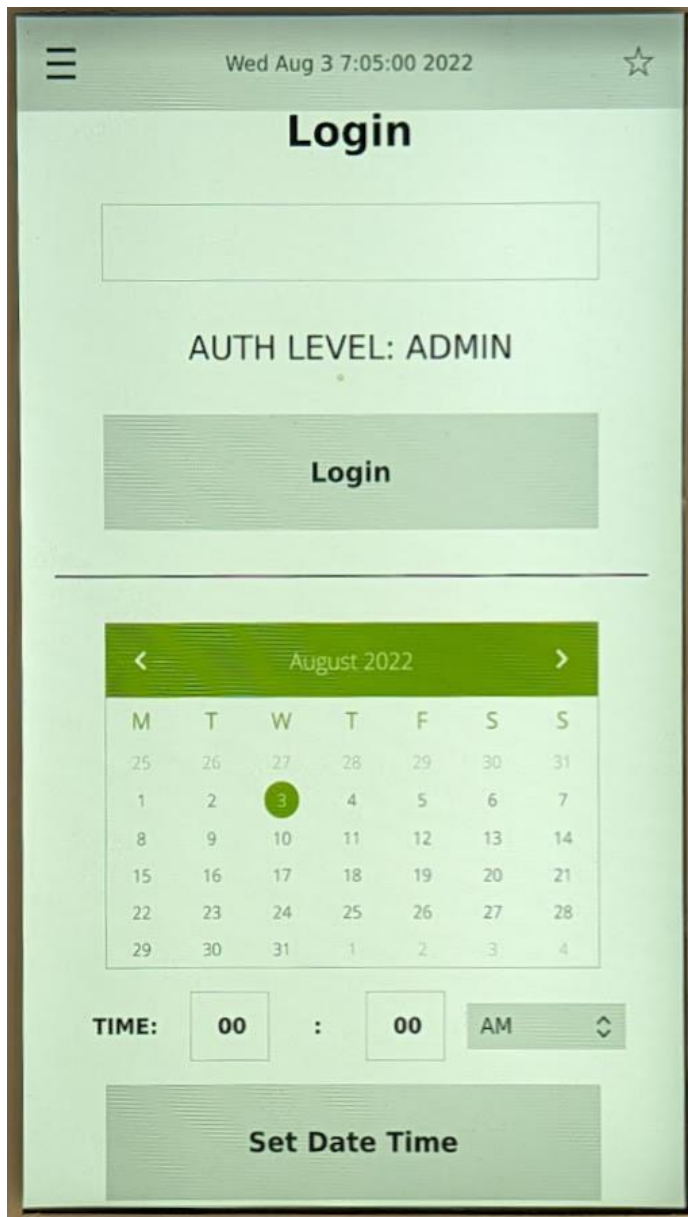 Wed Aug 3 7:05:00 2022
Login
AUTH LEVEL: ADMIN
Login
August 2022
M T W T F S S
25 26 27 28 29 30 31
1 2 3 4 5 6 7
8 9 10 11 12 13 14
15 16 17 18 19 20 21
22 23 24 25 26 27 28
29 30 31 1 2 3 4
TIME: 00 : 00 AM
Set Date Time